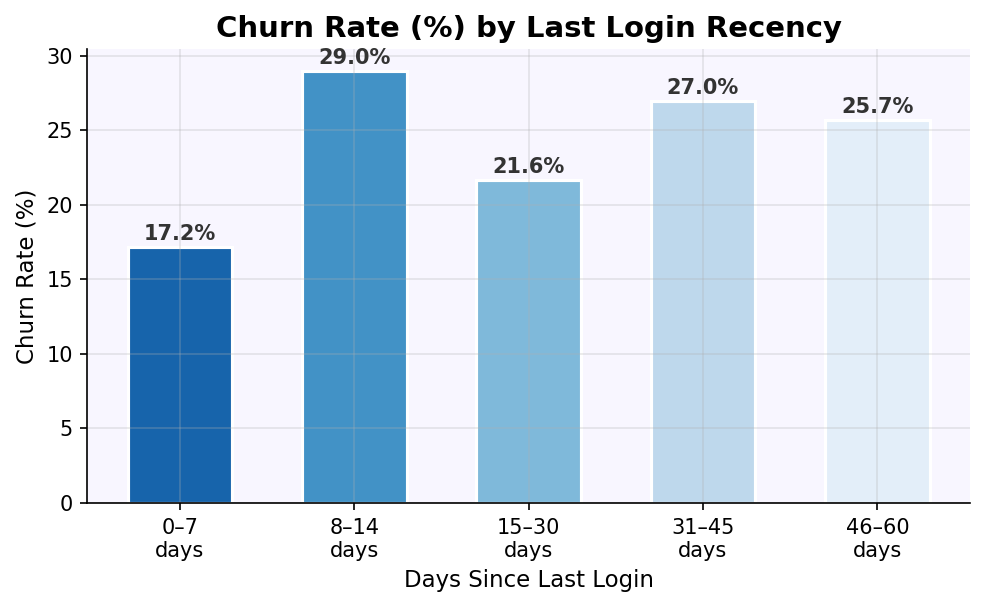 Churn Rate (%) by Last Login Recency
Churn Rate (%)
30
25
20
15
10
5
0
17.2%
29.0%
21.6%
27.0%
25.7%
0–7
days
8–14
days
15–30
days
31–45
days
46–60
days
Days Since Last Login